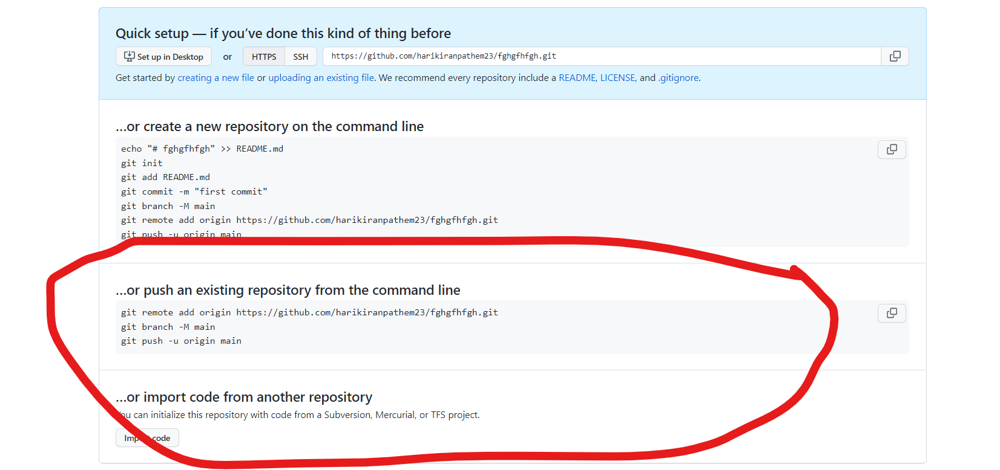 Quick setup — if you’ve done this kind of thing before
Set up in Desktop or HTTPS SSH https://github.com/harikiranpathem23/fghgfhfgh.git
Get started by creating a new file or uploading an existing file. We recommend every repository include a README, LICENSE, and .gitignore.
…or create a new repository on the command line
echo "# fghgfhfgh" >> README.md
git init
git add README.md
git commit -m "first commit"
git branch -M main
git remote add origin https://github.com/harikiranpathem23/fghgfhfgh.git
git push -u origin main
…or push an existing repository from the command line
git remote add origin https://github.com/harikiranpathem23/fghgfhfgh.git
git branch -M main
git push -u origin main
…or import code from another repository
You can initialize this repository with code from a Subversion, Mercurial, or TFS project.
Import code